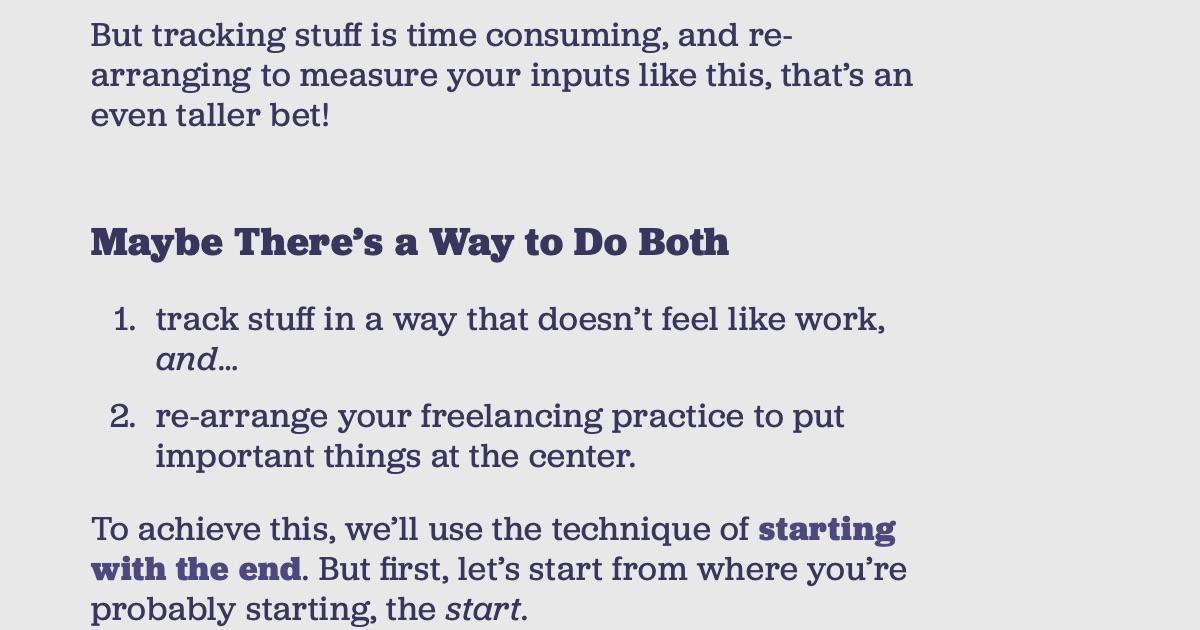 But tracking stuff is time consuming, and re-
arranging to measure your inputs like this, that’s an
even taller bet!
Maybe There’s a Way to Do Both
1. track stuff in a way that doesn’t feel like work,
and…
2. re-arrange your freelancing practice to put
important things at the center.
To achieve this, we’ll use the technique of starting
with the end. But first, let’s start from where you’re
probably starting, the start.